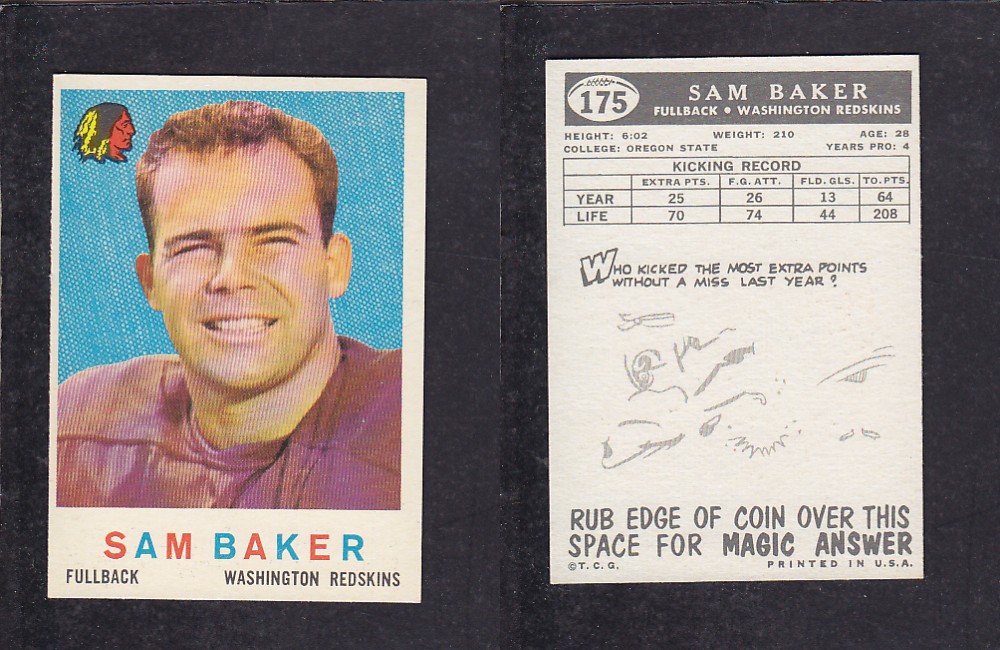 SAM BAKER
FULLBACK WASHINGTON REDSKINS
175
SAM BAKER
FULLBACK • WASHINGTON REDSKINS
HEIGHT: 6:02 WEIGHT: 210 AGE: 28
COLLEGE: OREGON STATE YEARS PRO: 4
KICKING RECORD
EXTRA PTS. F.G. ATT. FLD. GLS. TO. PTS.
YEAR 25 26 13 64
LIFE 70 74 44 208
WHO KICKED THE MOST EXTRA POINTS
WITHOUT A MISS LAST YEAR?
RUB EDGE OF COIN OVER THIS
SPACE FOR MAGIC ANSWER
©T.C.G. PRINTED IN U.S.A.